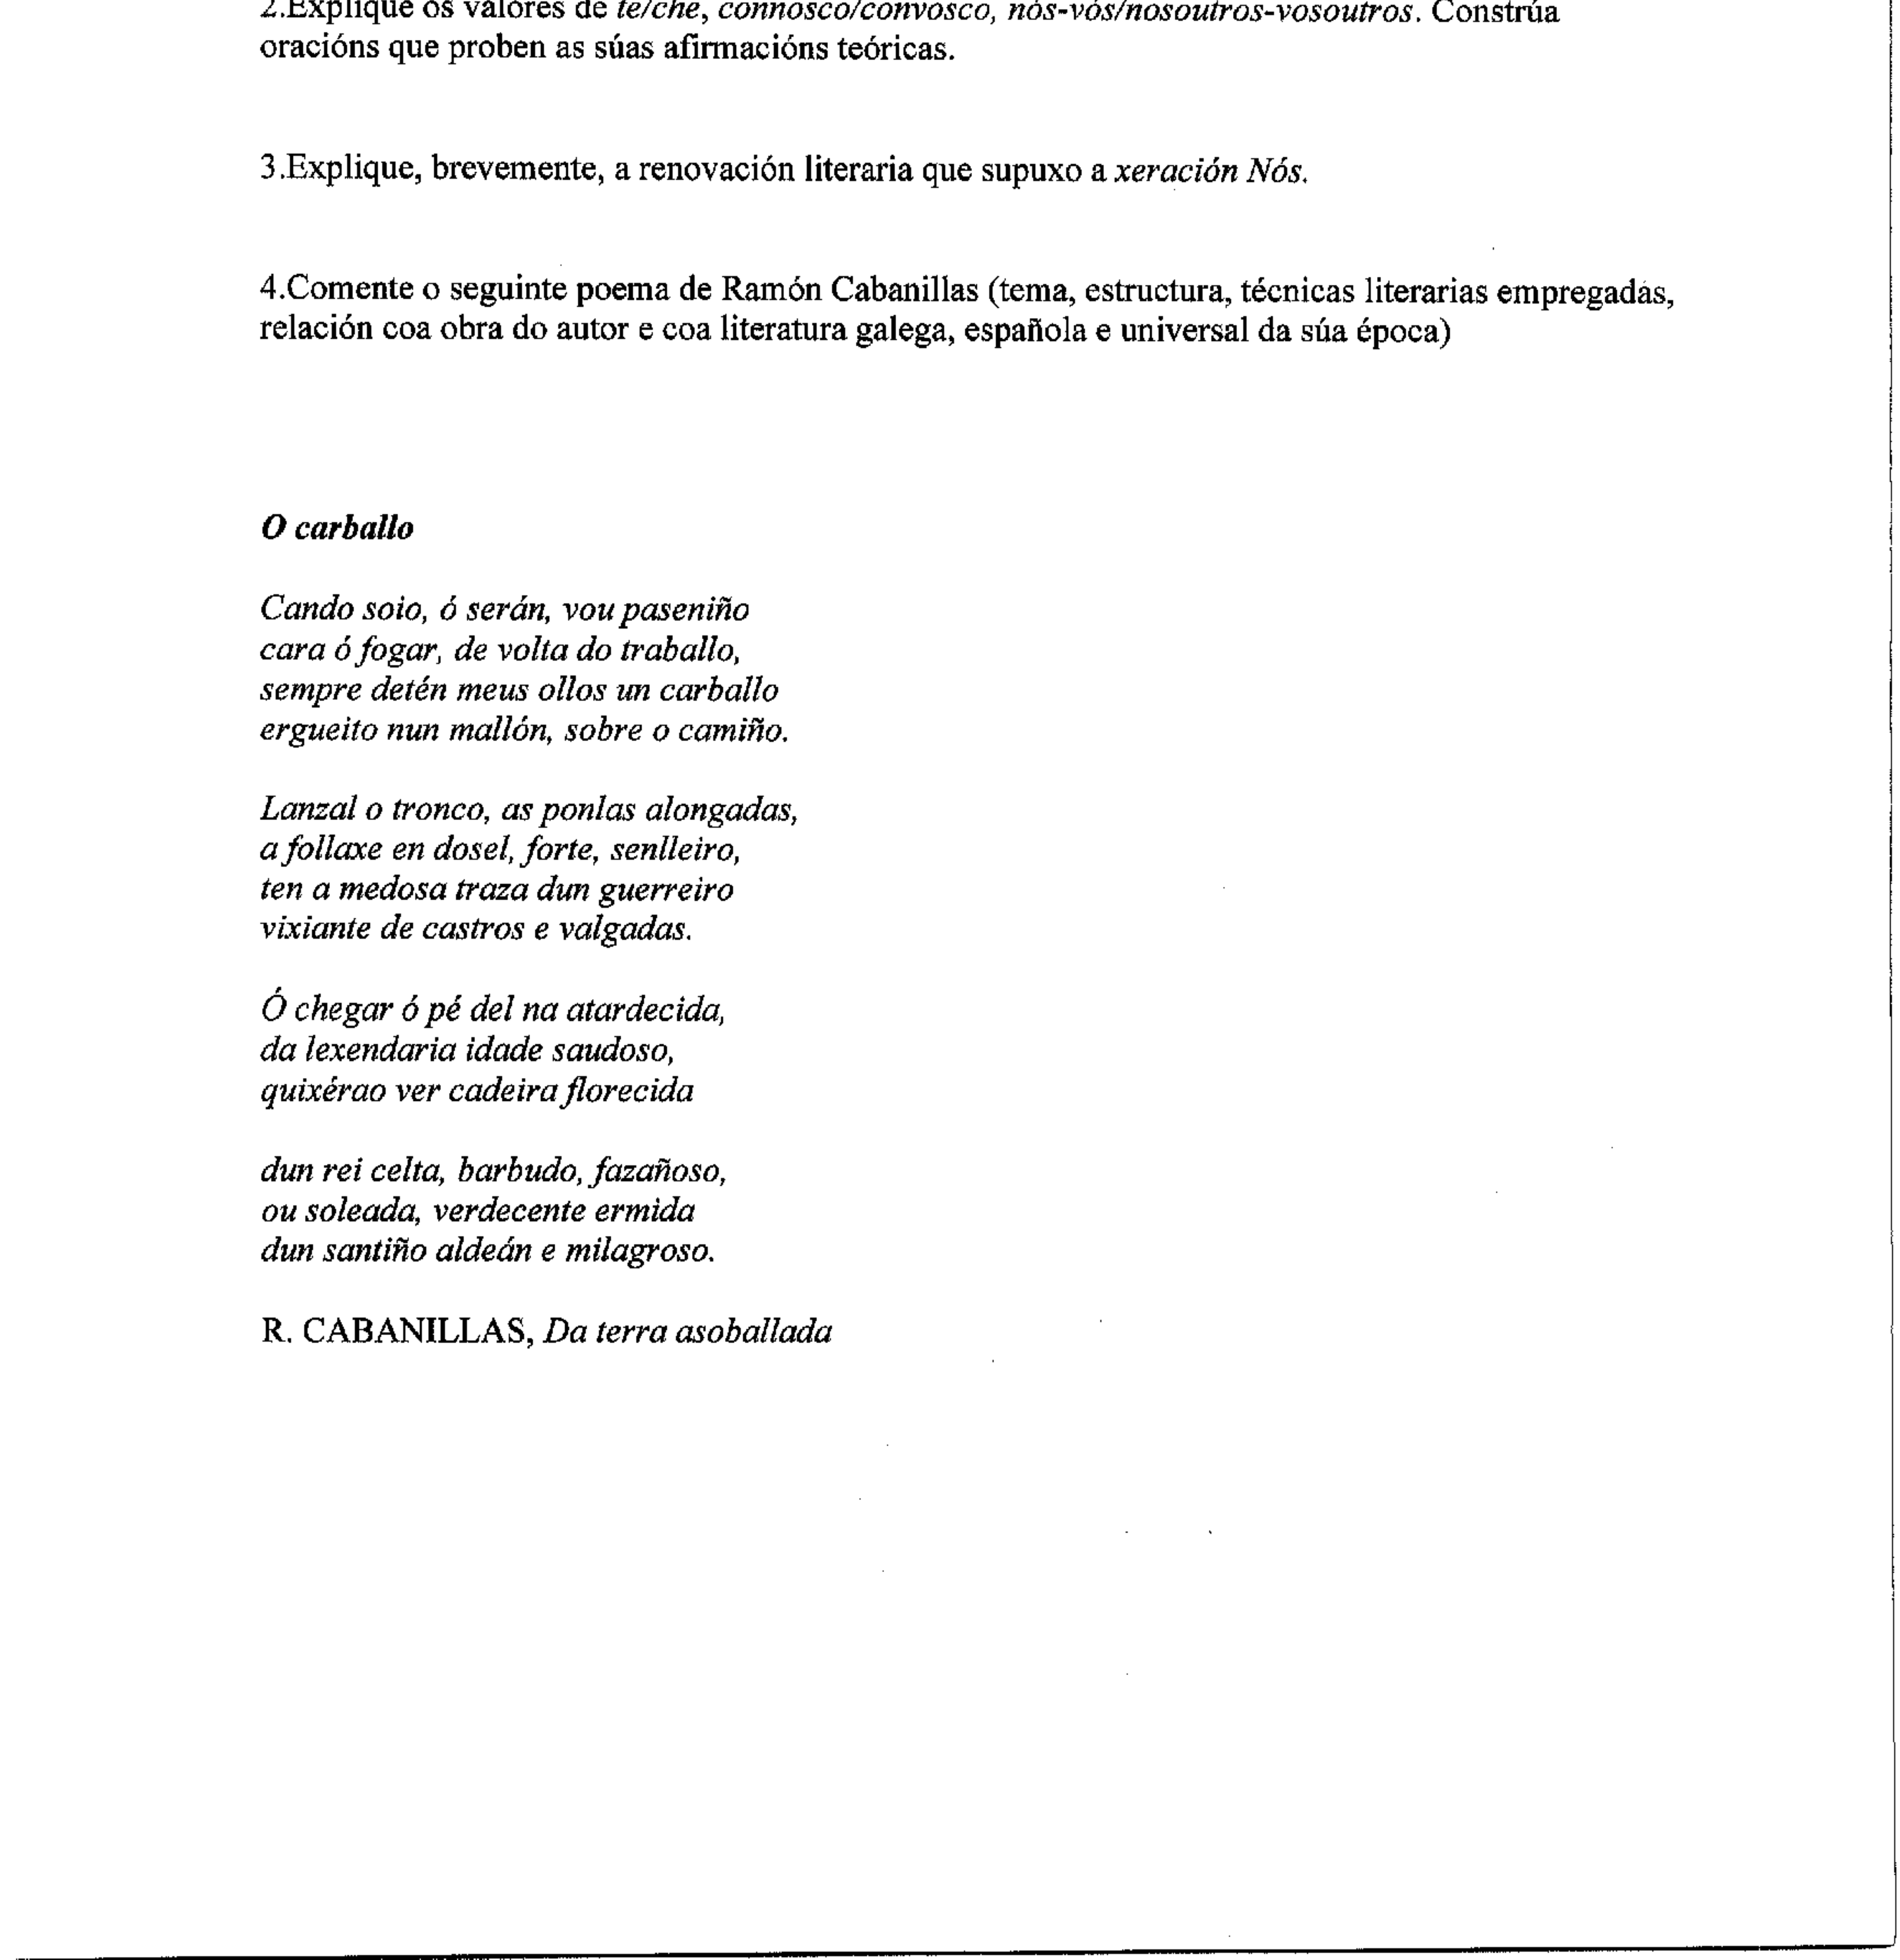 2.Explique os valores de te/che, connosco/convosco, nós-vós/nosoutros-vosoutros. Constrúa
oracións que proben as súas afirmacións teóricas.
3.Explique, brevemente, a renovación literaria que supuxo a xeración Nós.
4.Comente o seguinte poema de Ramón Cabanillas (tema, estructura, técnicas literarias empregadas,
relación coa obra do autor e coa literatura galega, española e universal da súa época)
O carballo
Cando soio, ó serán, vou paseniño
cara ó fogar, de volta do traballo,
sempre detén meus ollos un carballo
ergueito nun mallón, sobre o camiño.
Lanzal o tronco, as ponlas alongadas,
a follaxe en dosel, forte, senlleiro,
ten a medosa traza dun guerreiro
vixiante de castros e valgadas.
Ó chegar ó pé del na atardecida,
da lexendaria idade saudoso,
quixérao ver cadeira florecida
dun rei celta, barbudo, fazañoso,
ou soleada, verdecente ermida
dun santiño aldeán e milagroso.
R. CABANILLAS, Da terra asoballada